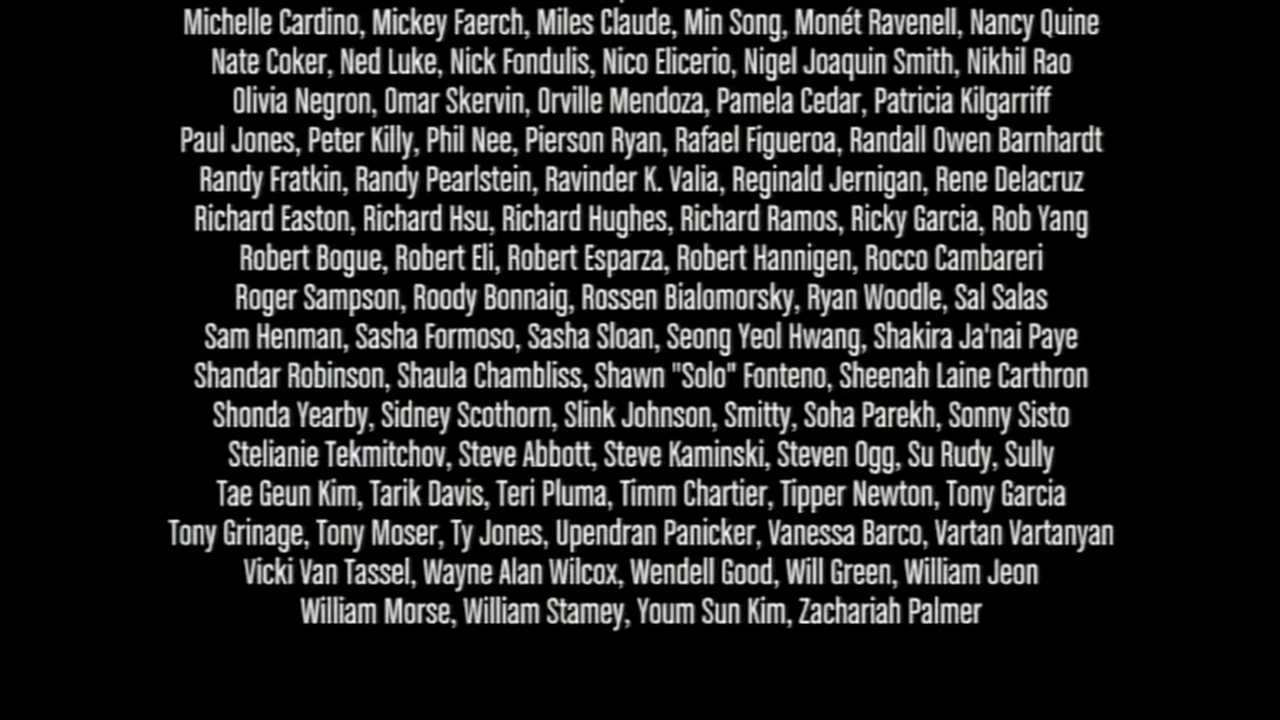 Michelle Cardino, Mickey Faerch, Miles Claude, Min Song, Monét Ravenell, Nancy Quine
Nate Coker, Ned Luke, Nick Fondulis, Nico Elicerio, Nigel Joaquin Smith, Nikhil Rao
Olivia Negron, Omar Skervin, Orville Mendoza, Pamela Cedar, Patricia Kilgarriff
Paul Jones, Peter Killy, Phil Nee, Pierson Ryan, Rafael Figueroa, Randall Owen Barnhardt
Randy Fratkin, Randy Pearlstein, Ravinder K. Valia, Reginald Jernigan, Rene Delacruz
Richard Easton, Richard Hsu, Richard Hughes, Richard Ramos, Ricky Garcia, Rob Yang
Robert Bogue, Robert Eli, Robert Esparza, Robert Hannigen, Rocco Cambareri
Roger Sampson, Roody Bonnaig, Rossen Bialomorsky, Ryan Woodle, Sal Salas
Sam Henman, Sasha Formoso, Sasha Sloan, Seong Yeol Hwang, Shakira Ja'nai Paye
Shandar Robinson, Shaula Chambliss, Shawn "Solo" Fonteno, Sheenah Laine Carthron
Shonda Yearby, Sidney Scothorn, Slink Johnson, Smitty, Soha Parekh, Sonny Sisto
Stelianie Tekmitchov, Steve Abbott, Steve Kaminski, Steven Ogg, Su Rudy, Sully
Tae Geun Kim, Tarik Davis, Teri Pluma, Timm Chartier, Tipper Newton, Tony Garcia
Tony Grinage, Tony Moser, Ty Jones, Upendran Panicker, Vanessa Barco, Vartan Vartanyan
Vicki Van Tassel, Wayne Alan Wilcox, Wendell Good, Will Green, William Jeon
William Morse, William Stamey, Youm Sun Kim, Zachariah Palmer